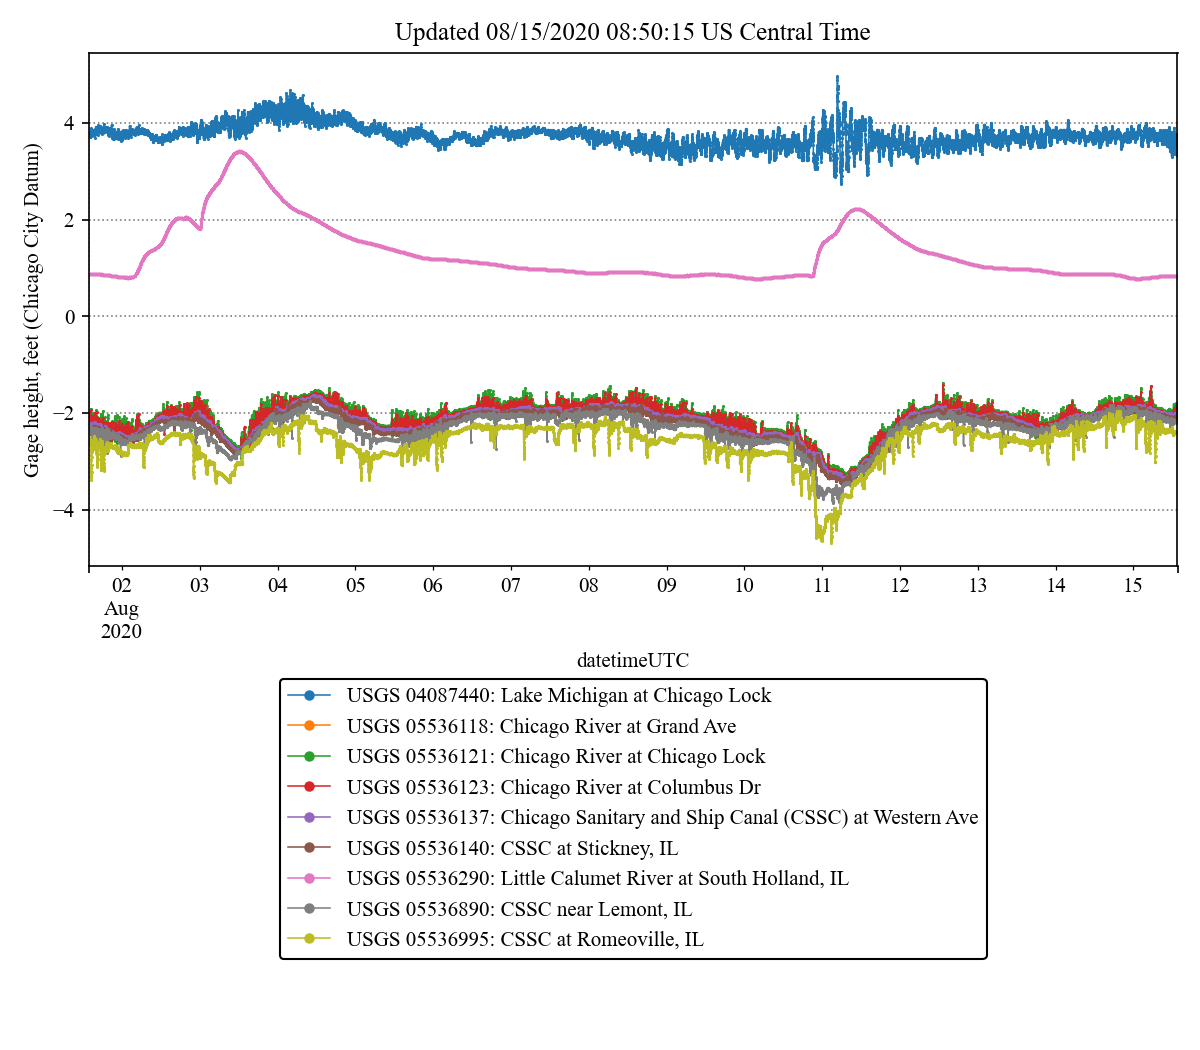 Updated 08/15/2020 08:50:15 US Central Time
Gage height, feet (Chicago City Datum)
4
2
0
−2
−4
02 03 04 05 06 07 08 09 10 11 12 13 14 15
Aug
2020
datetimeUTC
USGS 04087440: Lake Michigan at Chicago Lock
USGS 05536118: Chicago River at Grand Ave
USGS 05536121: Chicago River at Chicago Lock
USGS 05536123: Chicago River at Columbus Dr
USGS 05536137: Chicago Sanitary and Ship Canal (CSSC) at Western Ave
USGS 05536140: CSSC at Stickney, IL
USGS 05536290: Little Calumet River at South Holland, IL
USGS 05536890: CSSC near Lemont, IL
USGS 05536995: CSSC at Romeoville, IL